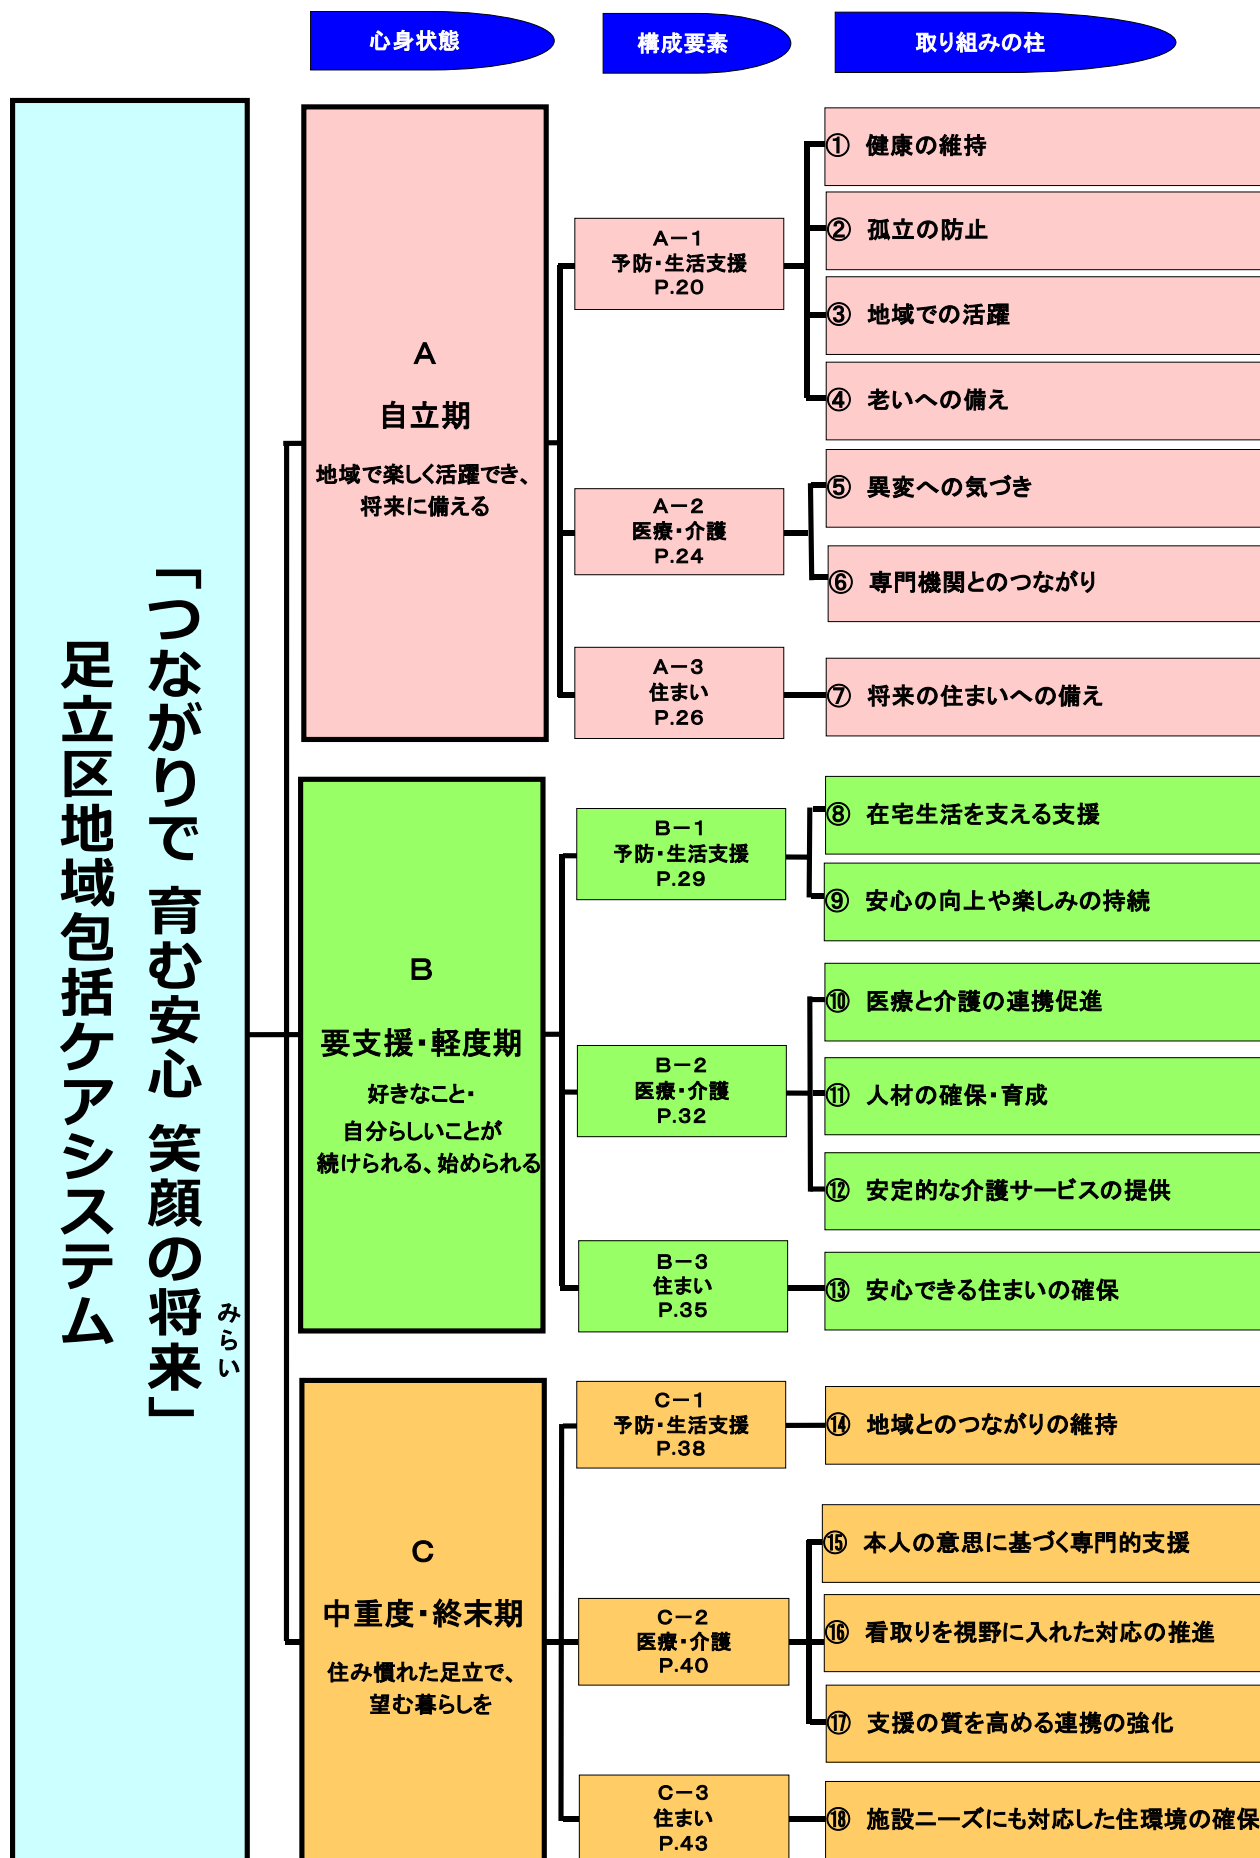 心身状態
構成要素
取り組みの柱
「つながりで 育む安心 笑顔の将来」
みらい
足立区地域包括ケアシステム
A
自立期
地域で楽しく活躍でき、
将来に備える
A－1
予防・生活支援
P.20
① 健康の維持
② 孤立の防止
③ 地域での活躍
④ 老いへの備え
A－2
医療・介護
P.24
⑤ 異変への気づき
⑥ 専門機関とのつながり
A－3
住まい
P.26
⑦ 将来の住まいへの備え
B
要支援・軽度期
好きなこと・
自分らしいことが
続けられる、始められる
B－1
予防・生活支援
P.29
⑧ 在宅生活を支える支援
⑨ 安心の向上や楽しみの持続
B－2
医療・介護
P.32
⑩ 医療と介護の連携促進
⑪ 人材の確保・育成
⑫ 安定的な介護サービスの提供
B－3
住まい
P.35
⑬ 安心できる住まいの確保
C
中重度・終末期
住み慣れた足立で、
望む暮らしを
C－1
予防・生活支援
P.38
⑭ 地域とのつながりの維持
C－2
医療・介護
P.40
⑮ 本人の意思に基づく専門的支援
⑯ 看取りを視野に入れた対応の推進
⑰ 支援の質を高める連携の強化
C－3
住まい
P.43
⑱ 施設ニーズにも対応した住環境の確保